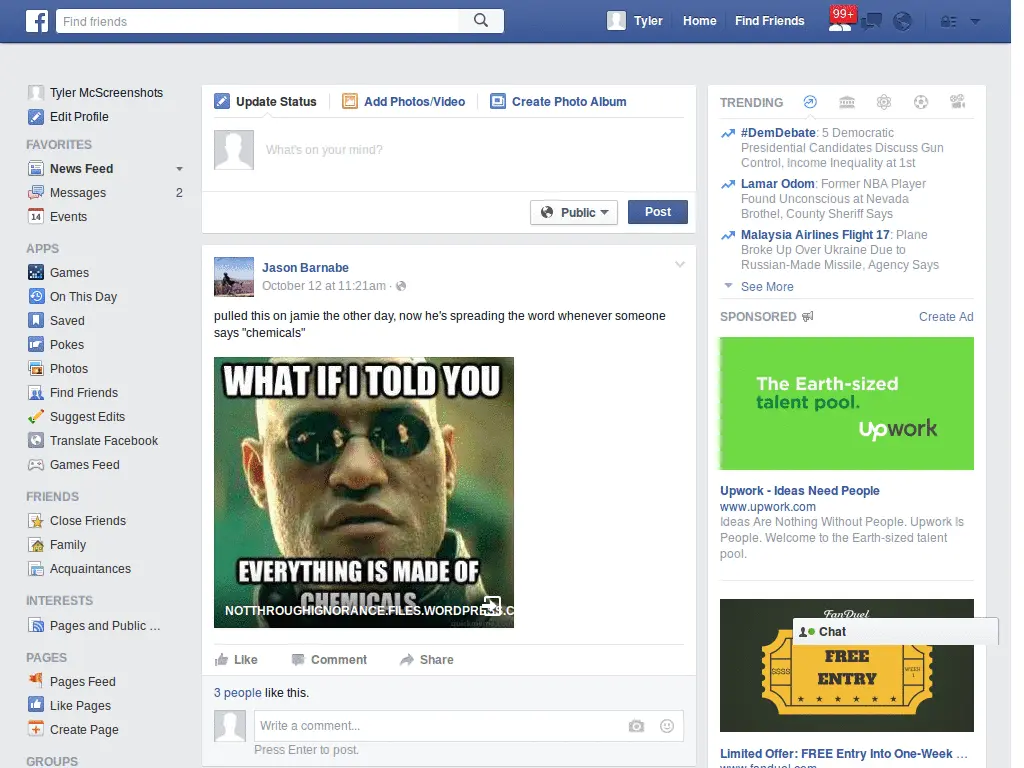 f
Find friends
Tyler
Home
Find Friends
99+
Tyler McScreenshots
Edit Profile
FAVORITES
News Feed
Messages
2
14
Events
APPS
Games
On This Day
Saved
Pokes
Photos
Find Friends
Suggest Edits
Translate Facebook
Games Feed
FRIENDS
Close Friends
Family
Acquaintances
INTERESTS
Pages and Public ...
PAGES
Pages Feed
Like Pages
Create Page
GROUPS
Update Status
Add Photos/Video
Create Photo Album
What's on your mind?
Public
Post
Jason Barnabe
October 12 at 11:21am ·
pulled this on jamie the other day, now he's spreading the word whenever someone
says "chemicals"
WHAT IF I TOLD YOU
EVERYTHING IS MADE OF
CHEMICALS
NOTTHROUGHIGNORANCE.FILES.WORDPRESS.C
Like
Comment
Share
3 people like this.
Write a comment...
Press Enter to post.
TRENDING
#DemDebate: 5 Democratic
Presidential Candidates Discuss Gun
Control, Income Inequality at 1st
Lamar Odom: Former NBA Player
Found Unconscious at Nevada
Brothel, County Sheriff Says
Malaysia Airlines Flight 17: Plane
Broke Up Over Ukraine Due to
Russian-Made Missile, Agency Says
See More
SPONSORED
Create Ad
The Earth-sized
talent pool.
Upwork
Upwork - Ideas Need People
www.upwork.com
Ideas Are Nothing Without People. Upwork Is
People. Welcome to the Earth-sized talent
pool.
FanDuel
Chat
FREE
ENTRY
$$$$
WEEK
1
Limited Offer: FREE Entry Into One-Week ...
www.fanduel.com